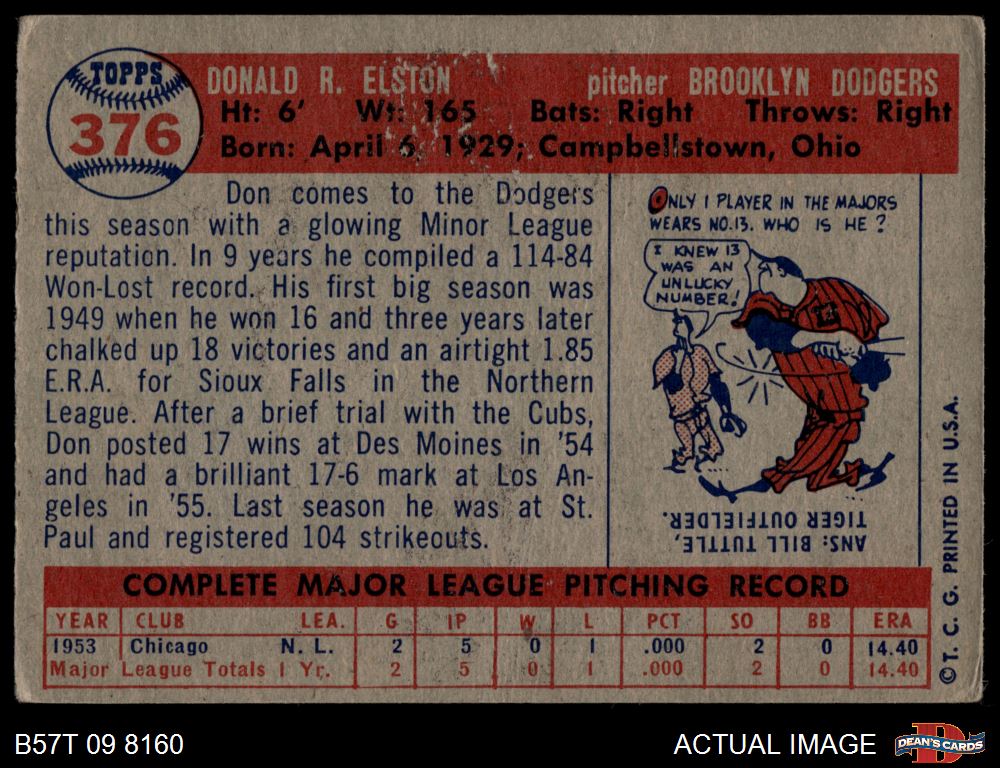 TOPPS
376
DONALD R. ELSTON pitcher BROOKLYN DODGERS
Ht: 6' Wt: 165 Bats: Right Throws: Right
Born: April 6, 1929; Campbellstown, Ohio
Don comes to the Dodgers
this season with a glowing Minor League
reputation. In 9 years he compiled a 114-84
Won-Lost record. His first big season was
1949 when he won 16 and three years later
chalked up 18 victories and an airtight 1.85
E.R.A. for Sioux Falls in the Northern
League. After a brief trial with the Cubs,
Don posted 17 wins at Des Moines in '54
and had a brilliant 17-6 mark at Los An-
geles in '55. Last season he was at St.
Paul and registered 104 strikeouts.
ONLY 1 PLAYER IN THE MAJORS
WEARS NO.13. WHO IS HE?
I KNEW 13
WAS AN
UNLUCKY
NUMBER!
13
ANS: BILL TUTTLE,
TIGER OUTFIELDER.
COMPLETE MAJOR LEAGUE PITCHING RECORD
YEAR CLUB LEA. G IP W L PCT SO BB ERA
1953 Chicago N. L. 2 5 0 1 .000 2 0 14.40
Major League Totals 1 Yr. 2 5 0 1 .000 2 0 14.40
©T. C. G. PRINTED IN U.S.A.
B57T 09 8160
ACTUAL IMAGE
D
DEAN'S CARDS